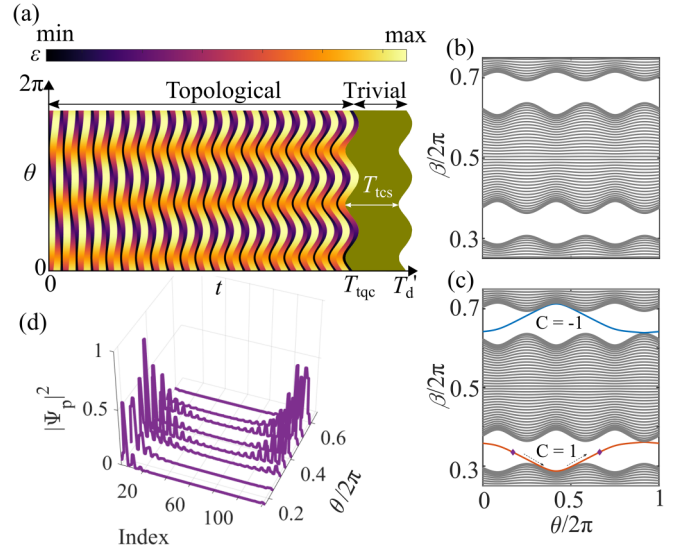 (a)
min
max
ε
2π
Topological
Trivial
θ
T_tcs
0
0
t
T_tqc
T_d'
(b)
0.7
β/2π
0.5
0.3
(c)
0.7
C = -1
β/2π
0.5
C = 1
0.3
0
0.5
1
θ/2π
(d)
1
|Ψ_p|²
0.5
0
20
60
100
Index
0.2
0.4
0.6
θ/2π